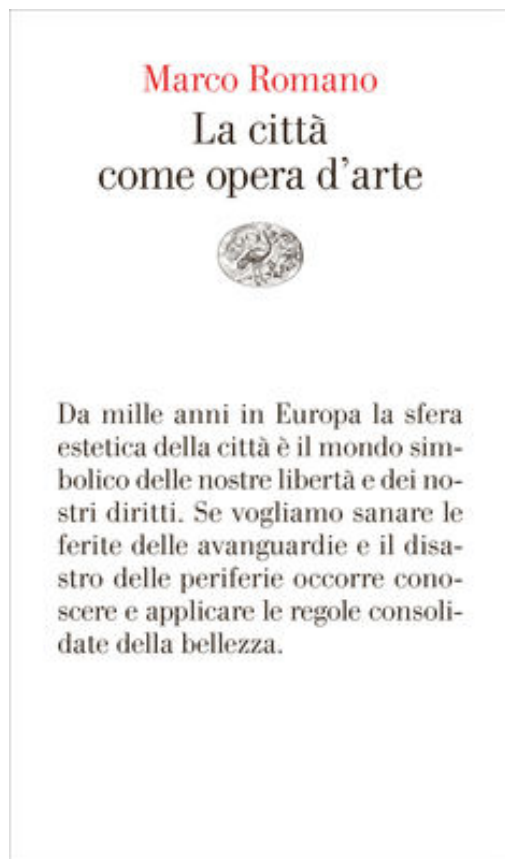 Marco Romano
La città
come opera d'arte
Da mille anni in Europa la sfera
estetica della città è il mondo sim-
bolico delle nostre libertà e dei no-
stri diritti. Se vogliamo sanare le
ferite delle avanguardie e il disa-
stro delle periferie occorre cono-
scere e applicare le regole consoli-
date della bellezza.